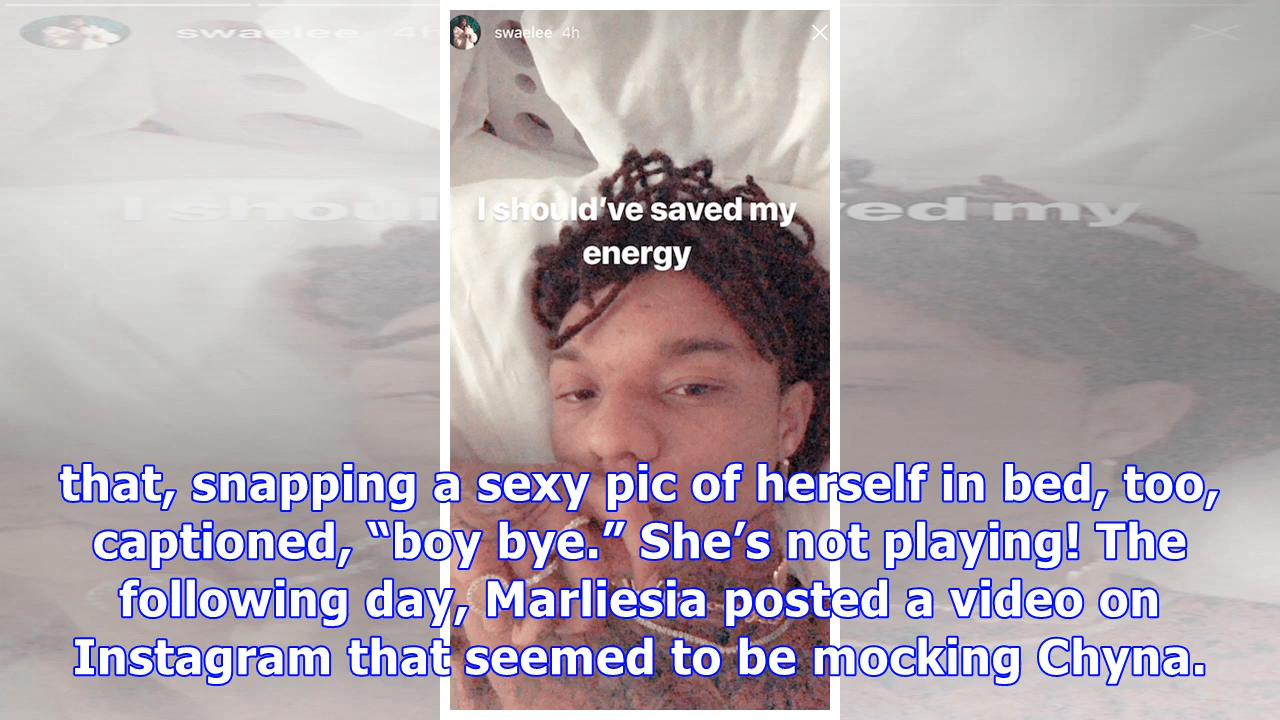 swaelee 4h
I should've saved my
energy
that, snapping a sexy pic of herself in bed, too,
captioned, “boy bye.” She’s not playing! The
following day, Marliesia posted a video on
Instagram that seemed to be mocking Chyna.